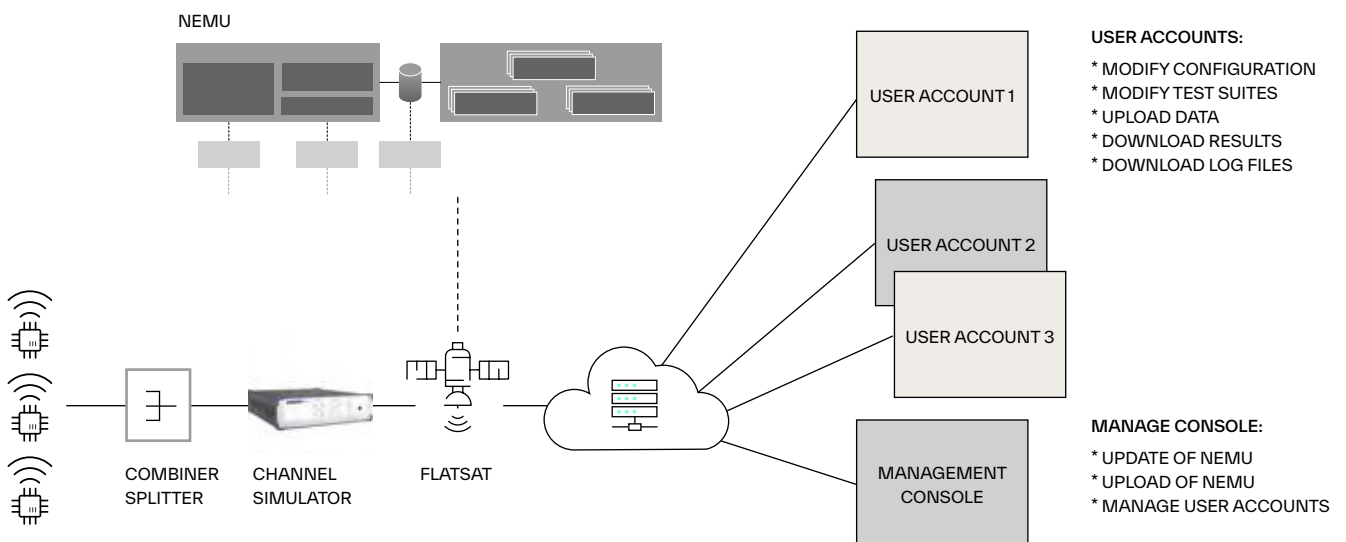 NEMU
USER ACCOUNT 1
USER ACCOUNTS:
* MODIFY CONFIGURATION
* MODIFY TEST SUITES
* UPLOAD DATA
* DOWNLOAD RESULTS
* DOWNLOAD LOG FILES
USER ACCOUNT 2
USER ACCOUNT 3
COMBINER
SPLITTER
CHANNEL
SIMULATOR
FLATSAT
MANAGEMENT
CONSOLE
MANAGE CONSOLE:
* UPDATE OF NEMU
* UPLOAD OF NEMU
* MANAGE USER ACCOUNTS